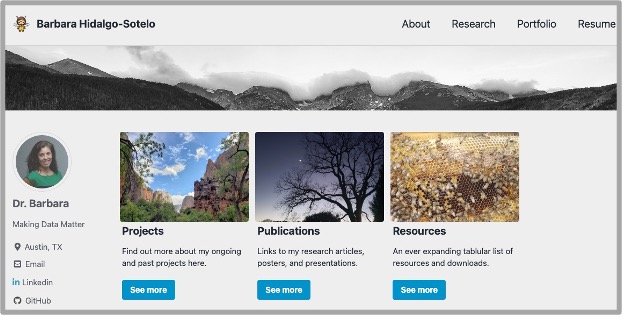 Barbara Hidalgo-Sotelo
About Research Portfolio Resume
Dr. Barbara
Making Data Matter
Austin, TX
Email
in Linkedin
GitHub
Projects
Find out more about my ongoing
and past projects here.
See more
Publications
Links to my research articles,
posters, and presentations.
See more
Resources
An ever expanding tablular list of
resources and downloads.
See more